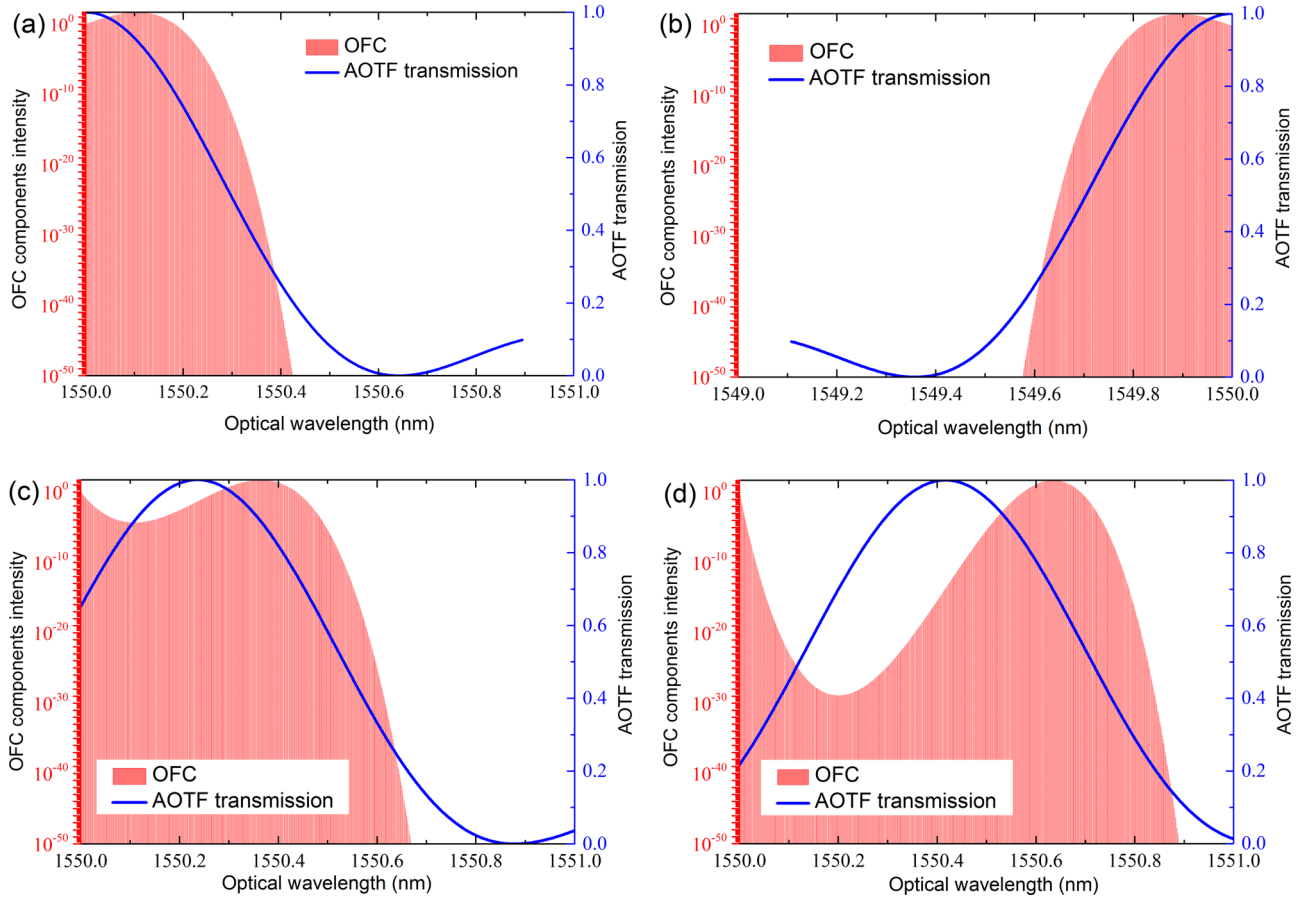 (a)
OFC
AOTF transmission
OFC components intensity
10^0
10^-10
10^-20
10^-30
10^-40
10^-50
1.0
0.8
0.6
0.4
0.2
0.0
AOTF transmission
1550.0 1550.2 1550.4 1550.6 1550.8 1551.0
Optical wavelength (nm)
(b)
OFC
AOTF transmission
OFC components intensity
10^0
10^-10
10^-20
10^-30
10^-40
10^-50
1.0
0.8
0.6
0.4
0.2
0.0
AOTF transmission
1549.0 1549.2 1549.4 1549.6 1549.8 1550.0
Optical wavelength (nm)
(c)
OFC components intensity
10^0
10^-10
10^-20
10^-30
10^-40
10^-50
OFC
AOTF transmission
1.0
0.8
0.6
0.4
0.2
0.0
AOTF transmission
1550.0 1550.2 1550.4 1550.6 1550.8 1551.0
Optical wavelength (nm)
(d)
OFC components intensity
10^0
10^-10
10^-20
10^-30
10^-40
10^-50
OFC
AOTF transmission
1.0
0.8
0.6
0.4
0.2
0.0
AOTF transmission
1550.0 1550.2 1550.4 1550.6 1550.8 1551.0
Optical wavelength (nm)